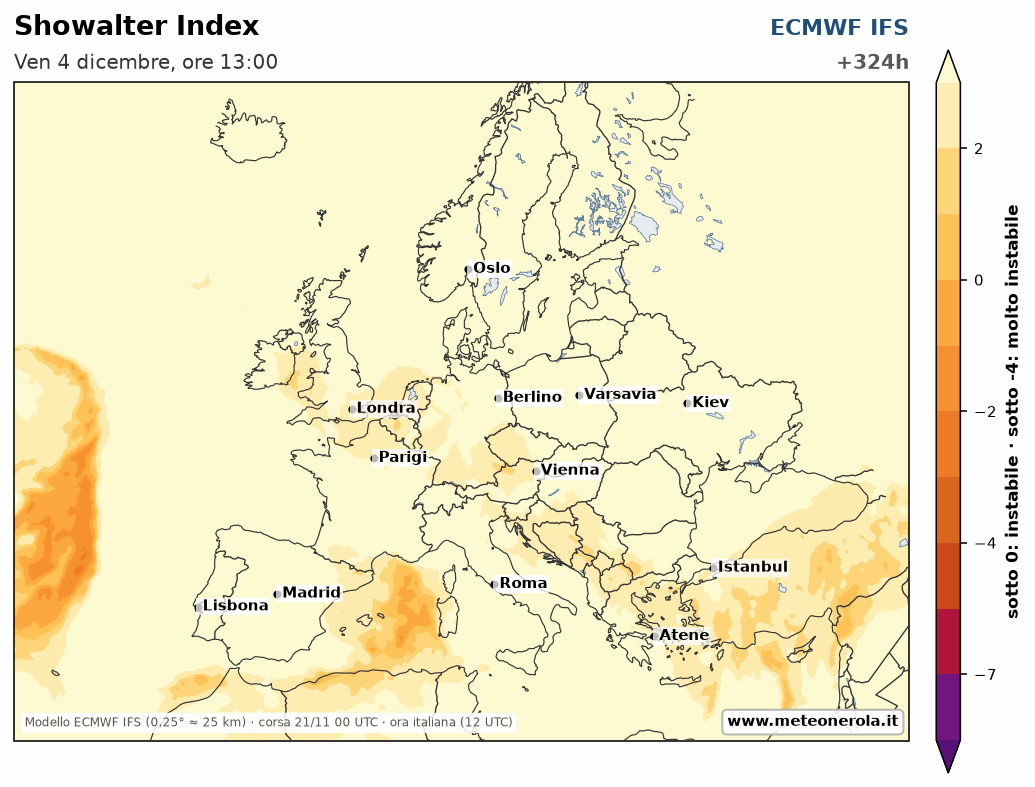 Showalter Index
ECMWF IFS
Ven 4 dicembre, ore 13:00
+324h
Oslo
Londra
Berlino
Varsavia
Kiev
Parigi
Vienna
Istanbul
Roma
Madrid
Lisbona
Atene
2
0
−2
−4
−7
sotto 0: instabile · sotto -4: molto instabile
Modello ECMWF IFS (0,25° ≈ 25 km) · corsa 21/11 00 UTC · ora italiana (12 UTC)
www.meteonerola.it